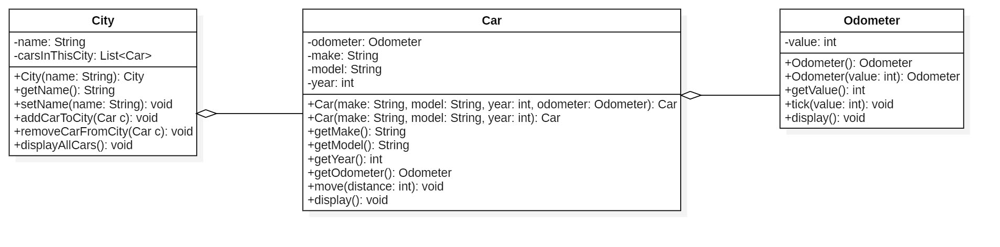 City
-name: String
-carsInThisCity: List<Car>
+City(name: String): City
+getName(): String
+setName(name: String): void
+addCarToCity(Car c): void
+removeCarFromCity(Car c): void
+displayAllCars(): void
Car
-odometer: Odometer
-make: String
-model: String
-year: int
+Car(make: String, model: String, year: int, odometer: Odometer): Car
+Car(make: String, model: String, year: int): Car
+getMake(): String
+getModel(): String
+getYear(): int
+getOdometer(): Odometer
+move(distance: int): void
+display(): void
Odometer
-value: int
+Odometer(): Odometer
+Odometer(value: int): Odometer
+getValue(): int
+tick(value: int): void
+display(): void